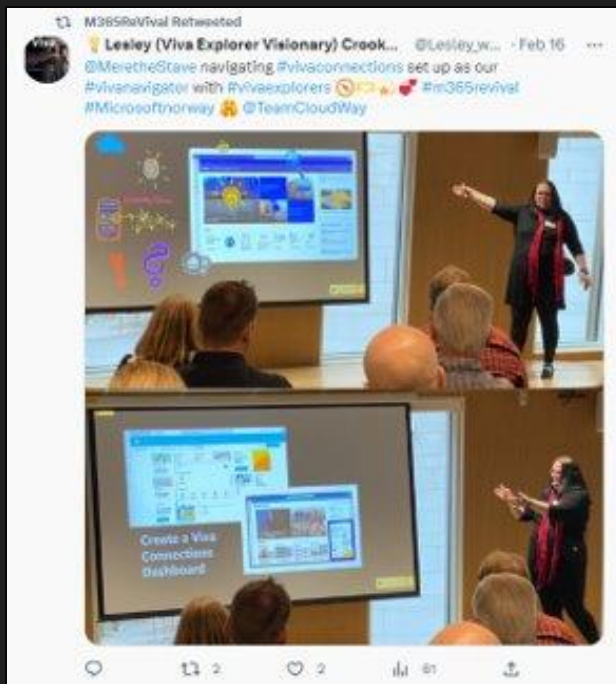 M365ReVival Retweeted
Lesley (Viva Explorer Visionary) Crook... @Lesley_w... · Feb 16
@MeretheStave navigating #vivaconnections set up as our
#vivanavigator with #vivaexplorers #m365revival
#Microsoftnorway @TeamCloudWay
Create a Viva
Connections
Dashboard
2
2
61